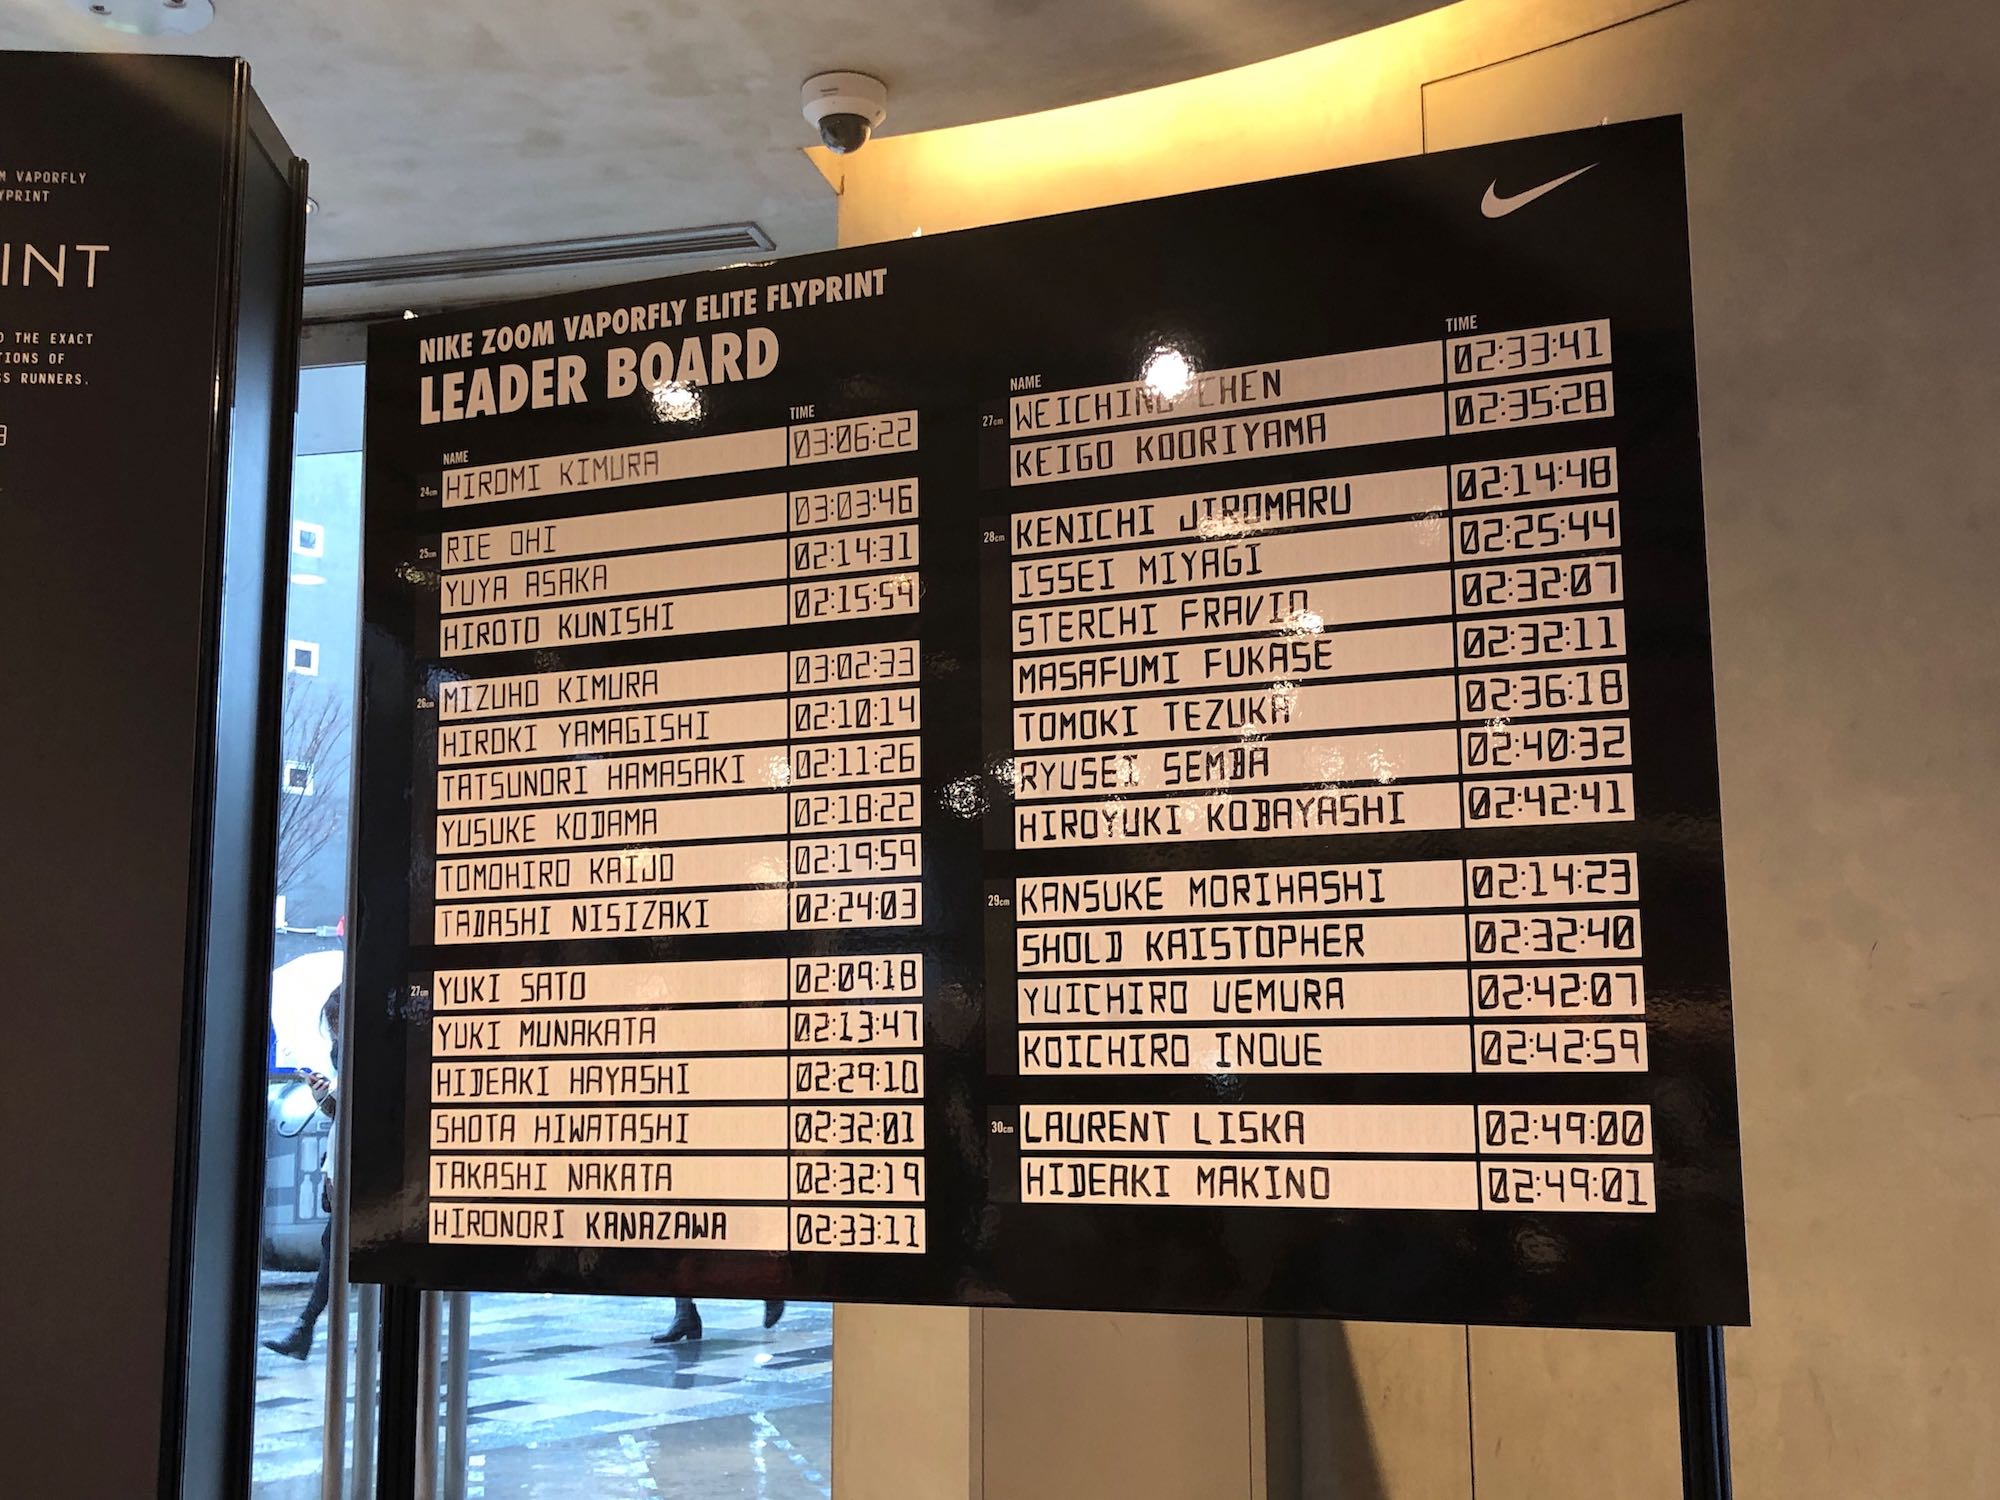 M VAPORFLY
YPRINT
INT
D THE EXACT
TIONS OF
SS RUNNERS.
NIKE ZOOM VAPORFLY ELITE FLYPRINT
LEADER BOARD
NAME TIME
24cm HIROMI KIMURA 03:06:22
25cm RIE OHI 03:03:46
YUYA ASAKA 02:14:31
HIROTO KUNISHI 02:15:59
26cm MIZUHO KIMURA 03:02:33
HIROKI YAMAGISHI 02:10:14
TATSUNORI HAMASAKI 02:11:26
YUSUKE KODAMA 02:18:22
TOMOHIRO KAIJO 02:19:59
TADASHI NISIZAKI 02:24:03
27cm YUKI SATO 02:09:18
YUKI MUNAKATA 02:13:47
HIDEAKI HAYASHI 02:29:10
SHOTA HIWATASHI 02:32:01
TAKASHI NAKATA 02:32:19
HIRONORI KANAZAWA 02:33:11
NAME TIME
27cm WEICHING CHEN 02:33:41
KEIGO KOORIYAMA 02:35:28
28cm KENICHI JIROMARU 02:14:48
ISSEI MIYAGI 02:25:44
STERCHI FRAVIO 02:32:07
MASAFUMI FUKASE 02:32:11
TOMOKI TEZUKA 02:36:18
RYUSEI SEMBA 02:40:32
HIROYUKI KOBAYASHI 02:42:41
29cm KANSUKE MORIHASHI 02:14:23
SHOLD KAISTOPHER 02:32:40
YUICHIRO UEMURA 02:42:07
KOICHIRO INOUE 02:42:59
30cm LAURENT LISKA 02:49:00
HIDEAKI MAKINO 02:49:01